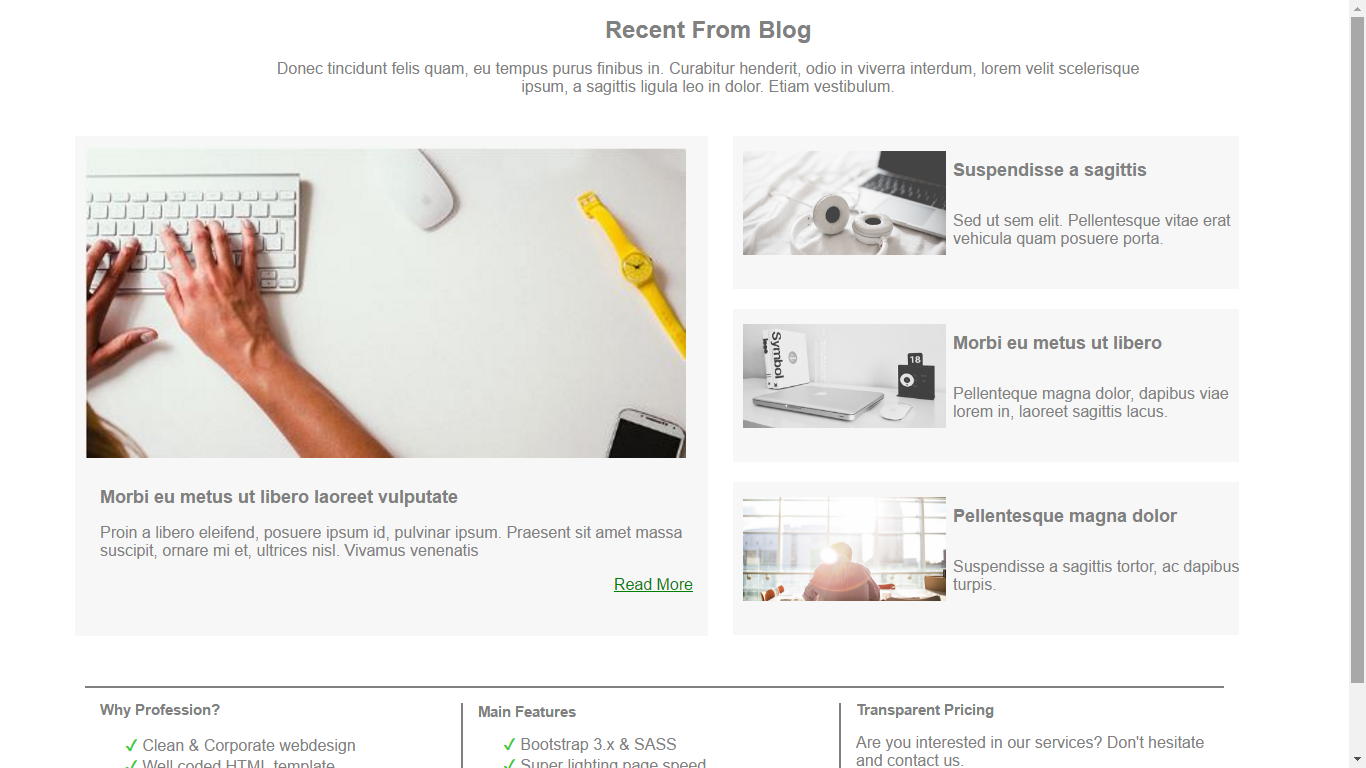 Recent From Blog
Donec tincidunt felis quam, eu tempus purus finibus in. Curabitur henderit, odio in viverra interdum, lorem velit scelerisque
ipsum, a sagittis ligula leo in dolor. Etiam vestibulum.
Morbi eu metus ut libero laoreet vulputate
Proin a libero eleifend, posuere ipsum id, pulvinar ipsum. Praesent sit amet massa
suscipit, ornare mi et, ultrices nisl. Vivamus venenatis
Read More
Suspendisse a sagittis
Sed ut sem elit. Pellentesque vitae erat
vehicula quam posuere porta.
Symbol
18
Morbi eu metus ut libero
Pellenteque magna dolor, dapibus viae
lorem in, laoreet sagittis lacus.
Pellentesque magna dolor
Suspendisse a sagittis tortor, ac dapibus
turpis.
Why Profession?
✓ Clean & Corporate webdesign
✓ Well coded HTML template
Main Features
✓ Bootstrap 3.x & SASS
✓ Super lighting page speed
Transparent Pricing
Are you interested in our services? Don't hesitate
and contact us.